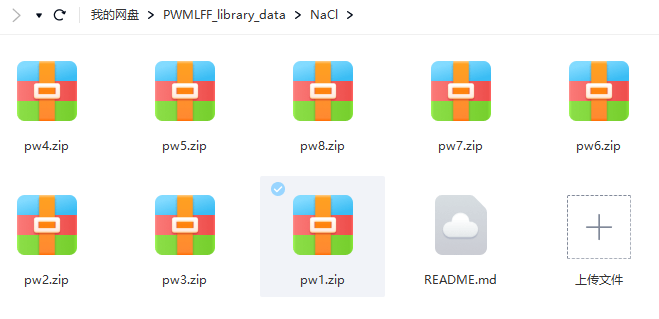 我的网盘 > PWMLFF_library_data > NaCl >
pw4.zip pw5.zip pw8.zip pw7.zip pw6.zip
pw2.zip pw3.zip pw1.zip README.md 上传文件